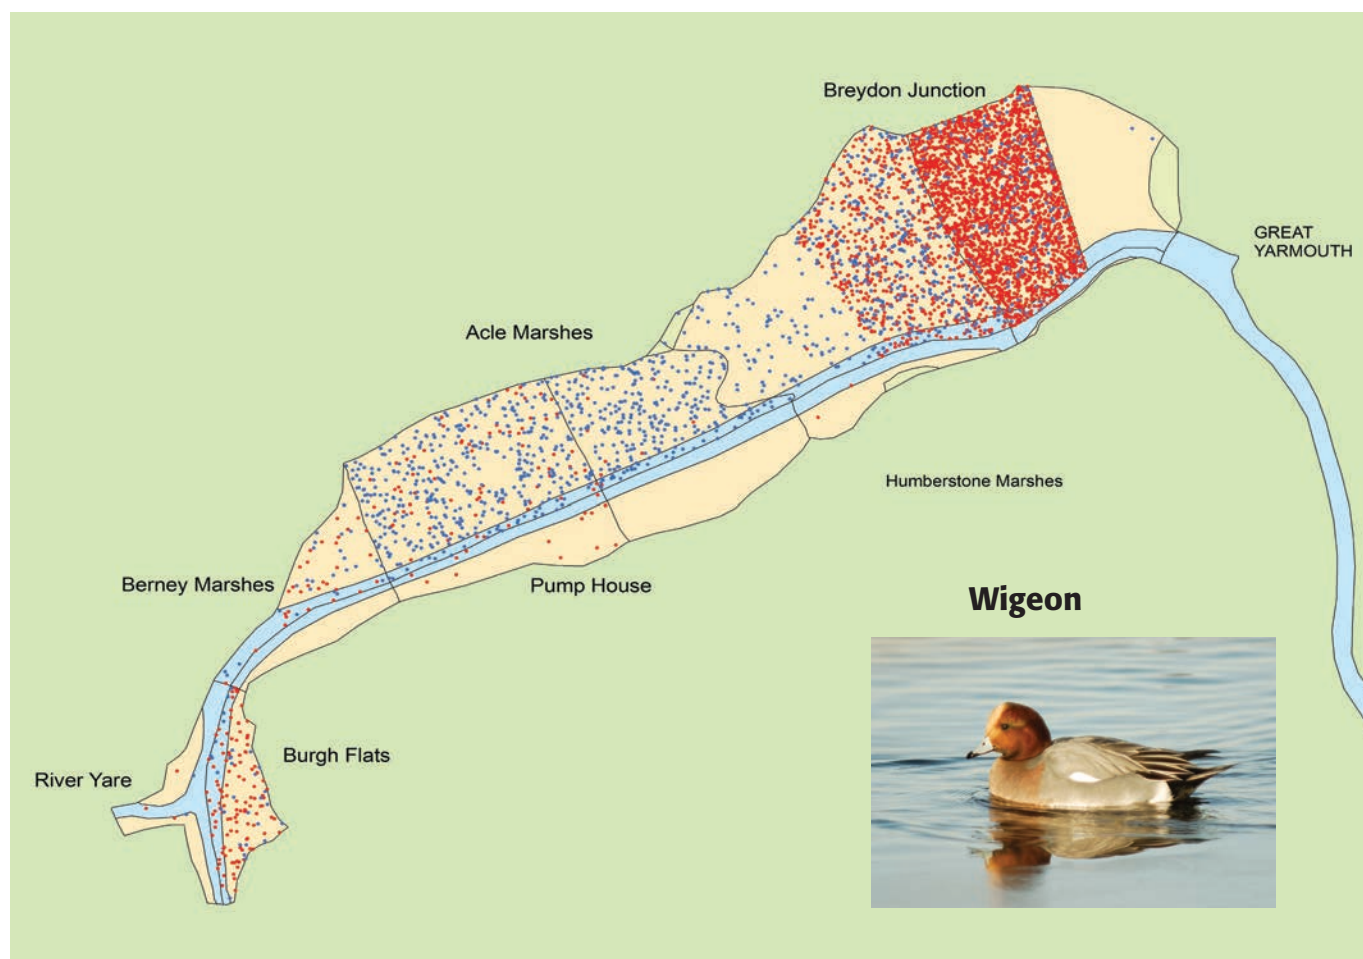 Breydon Junction
GREAT
YARMOUTH
Acle Marshes
Humberstone Marshes
Berney Marshes
Pump House
Wigeon
Burgh Flats
River Yare